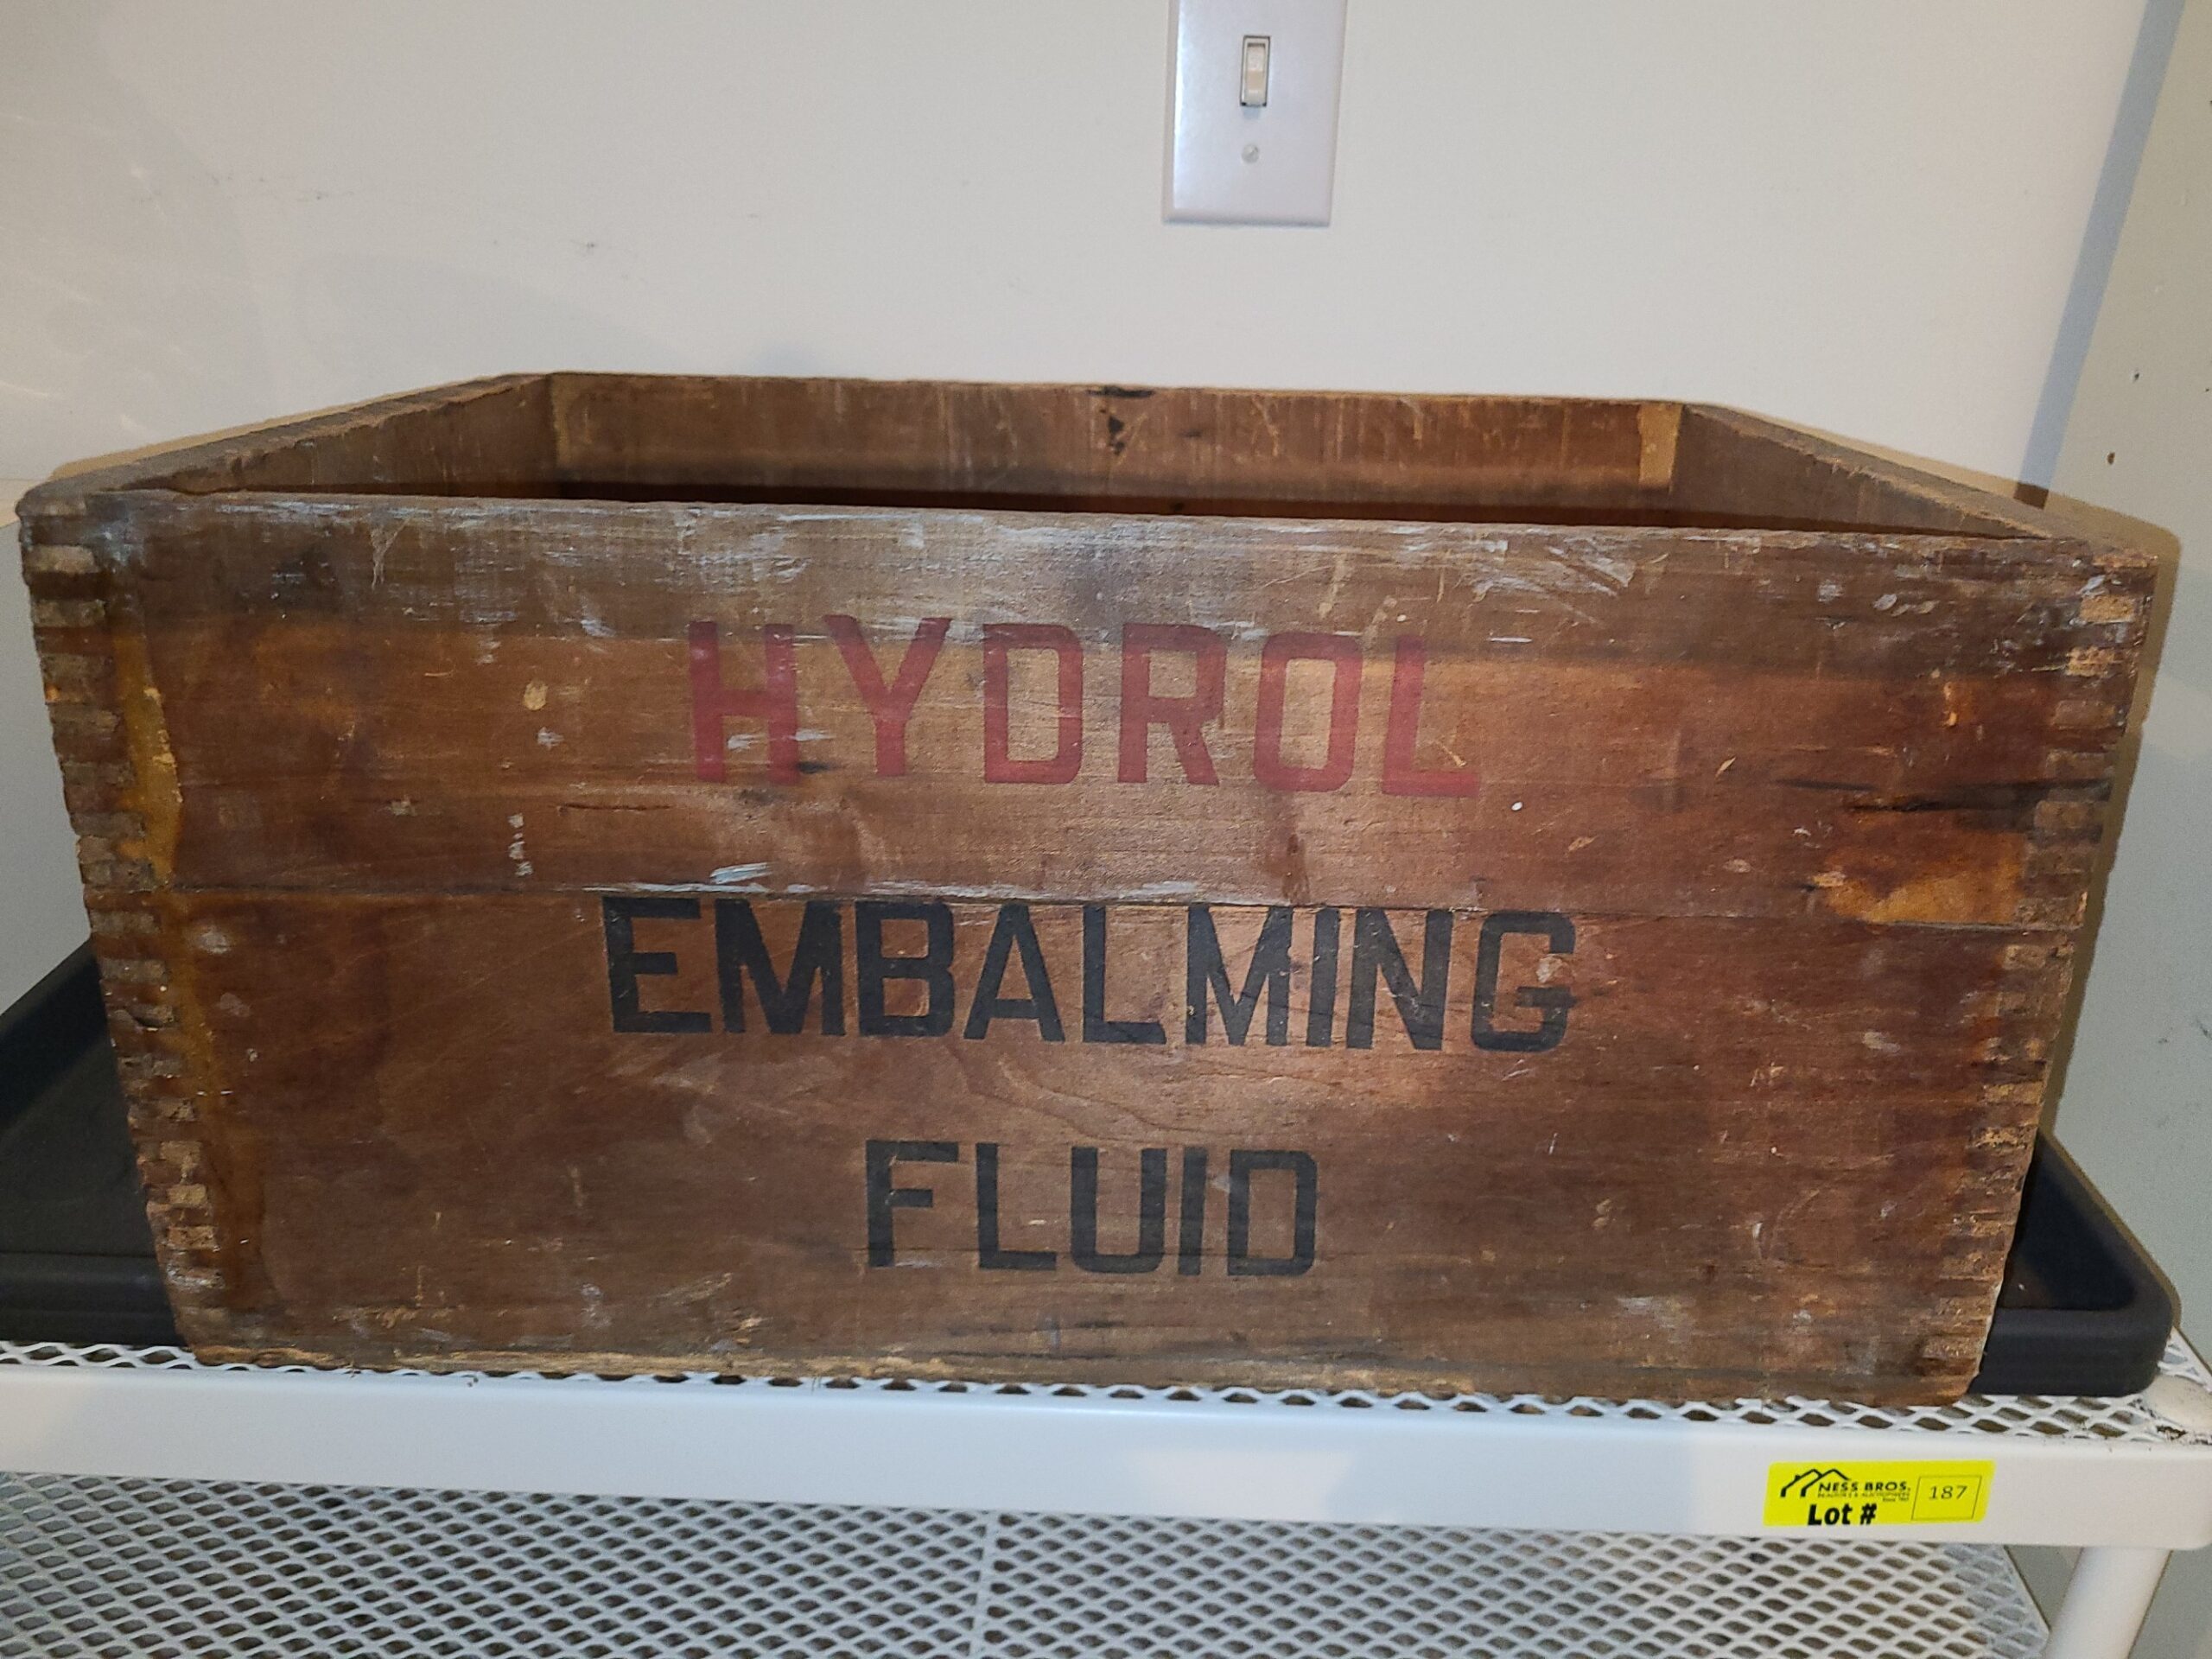 HYDROL
EMBALMING
FLUID
NESS BROS.
Lot #
187